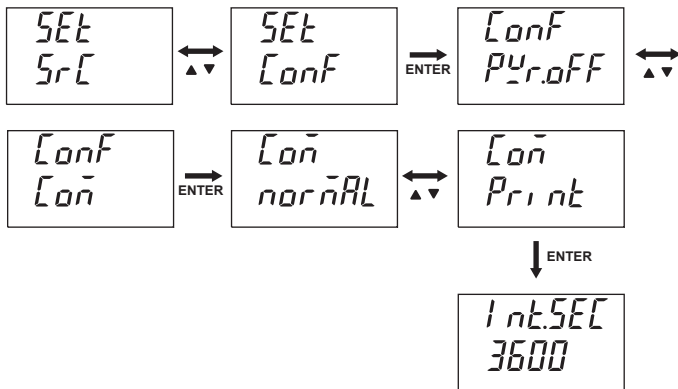 SEt
SrC
▲ ▼
SEt
ConF
ENTER
ConF
Pwr.oFF
▲ ▼
ConF
Com
ENTER
Com
normAL
▲ ▼
Com
Print
ENTER
Int.SEC
3600